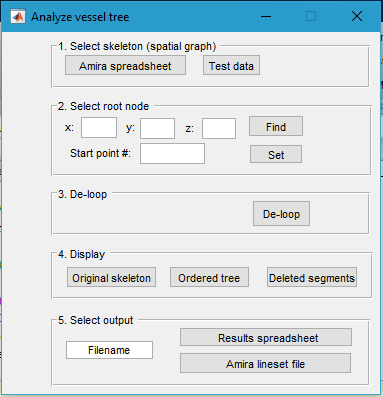 Analyze vessel tree
1. Select skeleton (spatial graph)
Amira spreadsheet Test data
2. Select root node
x: y: z: Find
Start point #: Set
3. De-loop
De-loop
4. Display
Original skeleton Ordered tree Deleted segments
5. Select output
Filename Results spreadsheet
Amira lineset file